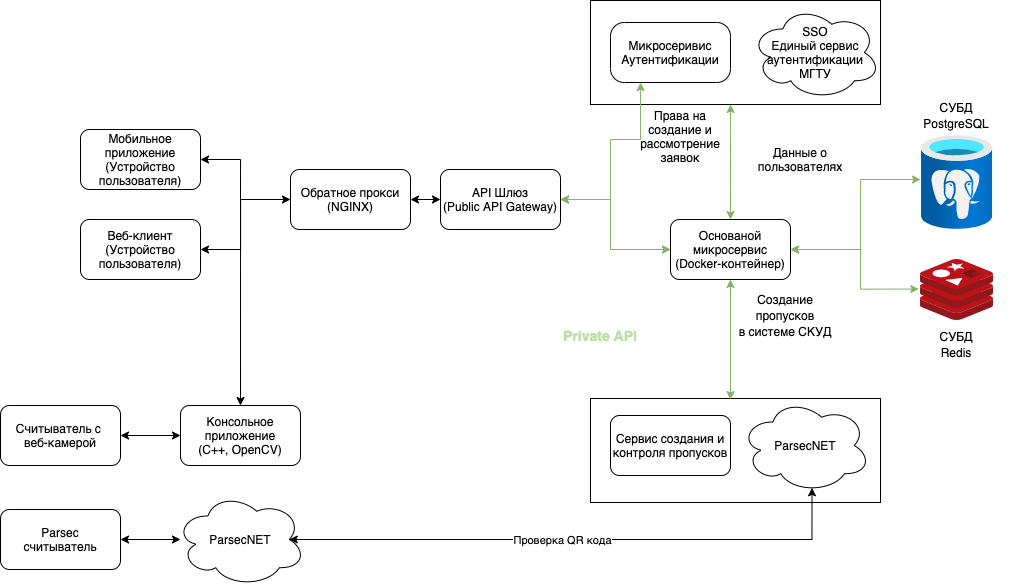 Микросеривис
Аутентификации
SSO
Единый сервис
аутентификации
МГТУ
Права на
создание и
рассмотрение
заявок
Данные о
пользователях
СУБД
PostgreSQL
Мобильное
приложение
(Устройство
пользователя)
Веб-клиент
(Устройство
пользователя)
Обратное прокси
(NGINX)
API Шлюз
(Public API Gateway)
Основаной
микросервис
(Docker-контейнер)
СУБД
Redis
Создание
пропусков
в системе СКУД
Private API
Считыватель с
веб-камерой
Консольное
приложение
(C++, OpenCV)
Сервис создания и
контроля пропусков
ParsecNET
Parsec
считыватель
ParsecNET
Проверка QR кода